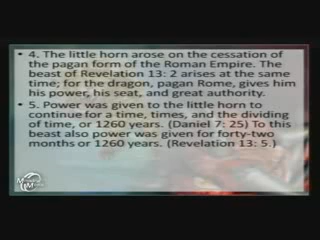 • 4. The little horn arose on the cessation of
the pagan form of the Roman Empire. The
beast of Revelation 13: 2 arises at the same
time; for the dragon, pagan Rome, gives him
his power, his seat, and great authority.
• 5. Power was given to the little horn to
continue for a time, times, and the dividing
of time, or 1260 years. (Daniel 7: 25) To this
beast also power was given for forty-two
months or 1260 years. (Revelation 13: 5.)